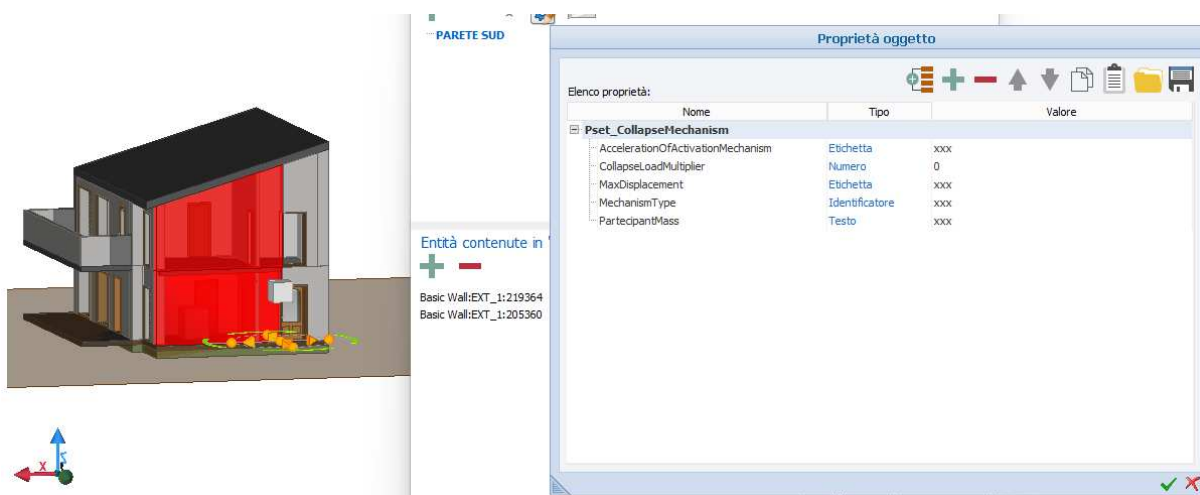 PARETE SUD
Proprietà oggetto
Elenco proprietà:
Nome Tipo Valore
Pset_CollapseMechanism
AccelerationOfActivationMechanism Etichetta xxx
CollapseLoadMultiplier Numero 0
MaxDisplacement Etichetta xxx
MechanismType Identificatore xxx
PartecipantMass Testo xxx
Entità contenute in '
Basic Wall:EXT_1:219364
Basic Wall:EXT_1:205360
X